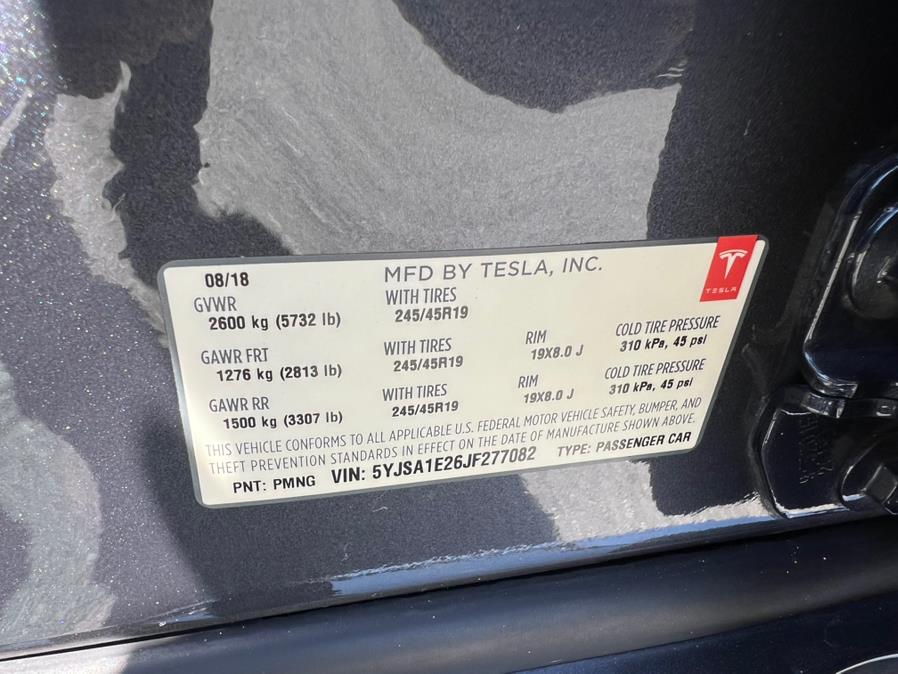 08/18 MFD BY TESLA, INC.
TESLA
GVWR WITH TIRES
2600 kg (5732 lb) 245/45R19
GAWR FRT WITH TIRES RIM COLD TIRE PRESSURE
1276 kg (2813 lb) 245/45R19 19X8.0 J 310 kPa, 45 psi
GAWR RR WITH TIRES RIM COLD TIRE PRESSURE
1500 kg (3307 lb) 245/45R19 19X8.0 J 310 kPa, 45 psi
THIS VEHICLE CONFORMS TO ALL APPLICABLE U.S. FEDERAL MOTOR VEHICLE SAFETY, BUMPER, AND
THEFT PREVENTION STANDARDS IN EFFECT ON THE DATE OF MANUFACTURE SHOWN ABOVE.
PNT: PMNG VIN: 5YJSA1E26JF277082 TYPE: PASSENGER CAR